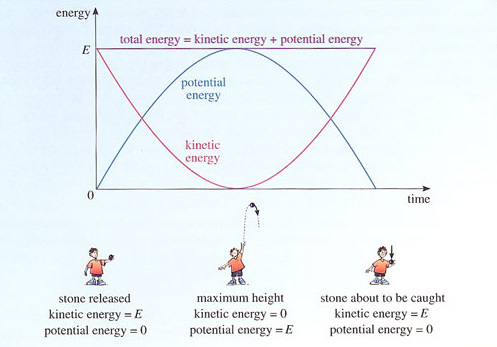 energy
total energy = kinetic energy + potential energy
E
potential
energy
kinetic
energy
0
time
stone released
kinetic energy = E
potential energy = 0
maximum height
kinetic energy = 0
potential energy = E
stone about to be caught
kinetic energy = E
potential energy = 0